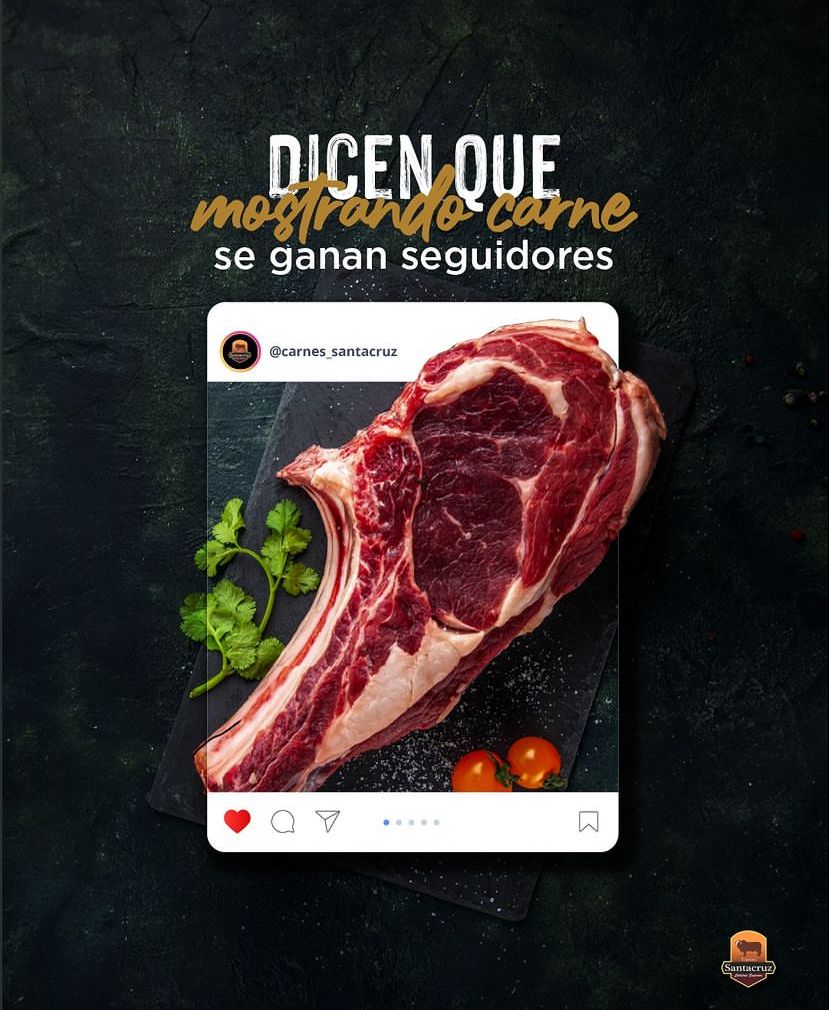 DICEN QUE
mostrando carne
se ganan seguidores
@carnes_santacruz
Santacruz